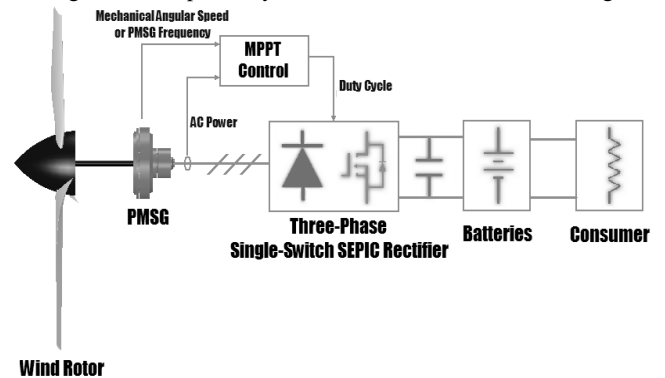 Mechanical Angular Speed
or PMSG Frequency
MPPT
Control
Duty Cycle
AC Power
PMSG
Three-Phase
Single-Switch SEPIC Rectifier
Batteries
Consumer
Wind Rotor